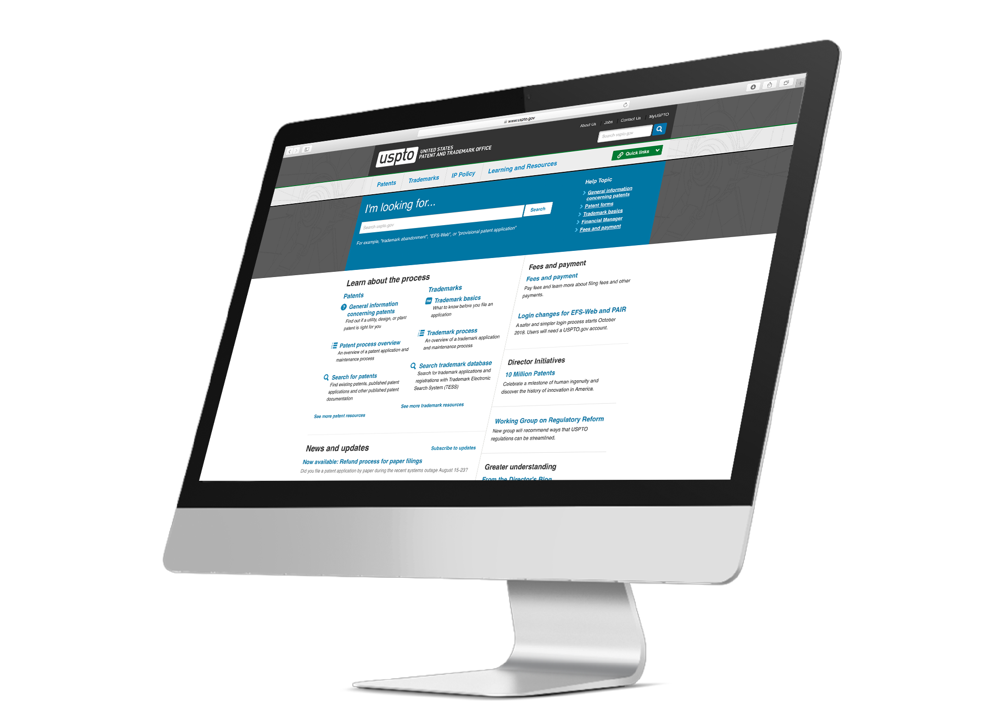 www.uspto.gov
About Us
Jobs
Contact Us
MyUSPTO
Search uspto.gov
uspto
UNITED STATES
PATENT AND TRADEMARK OFFICE
Quick links
Patents
Trademarks
IP Policy
Learning and Resources
I'm looking for...
Search uspto.gov
Search
For example, "trademark abandonment", "EFS-Web", or "provisional patent application"
Help Topic
General information
concerning patents
Patent forms
Trademark basics
Financial Manager
Fees and payment
Learn about the process
Patents
General information
concerning patents
Find out if a utility, design, or plant
patent is right for you
Patent process overview
An overview of a patent application and
maintenance process
Search for patents
Find existing patents, published patent
applications and other published patent
documentation
See more patent resources
Trademarks
TM
Trademark basics
What to know before you file an
application
Trademark process
An overview of a trademark application
and maintenance process
Search trademark database
Search for trademark applications and
registrations with Trademark Electronic
Search System (TESS)
See more trademark resources
News and updates
Subscribe to updates
Now available: Refund process for paper filings
Did you file a patent application by paper during the recent systems outage August 15-23?
Fees and payment
Fees and payment
Pay fees and learn more about filing fees and other
payments.
Login changes for EFS-Web and PAIR
A safer and simpler login process starts October
2018. Users will need a USPTO.gov account.
Director Initiatives
10 Million Patents
Celebrate a milestone of human ingenuity and
discover the history of innovation in America.
Working Group on Regulatory Reform
New group will recommend ways that USPTO
regulations can be streamlined.
Greater understanding
From the Director's Blog